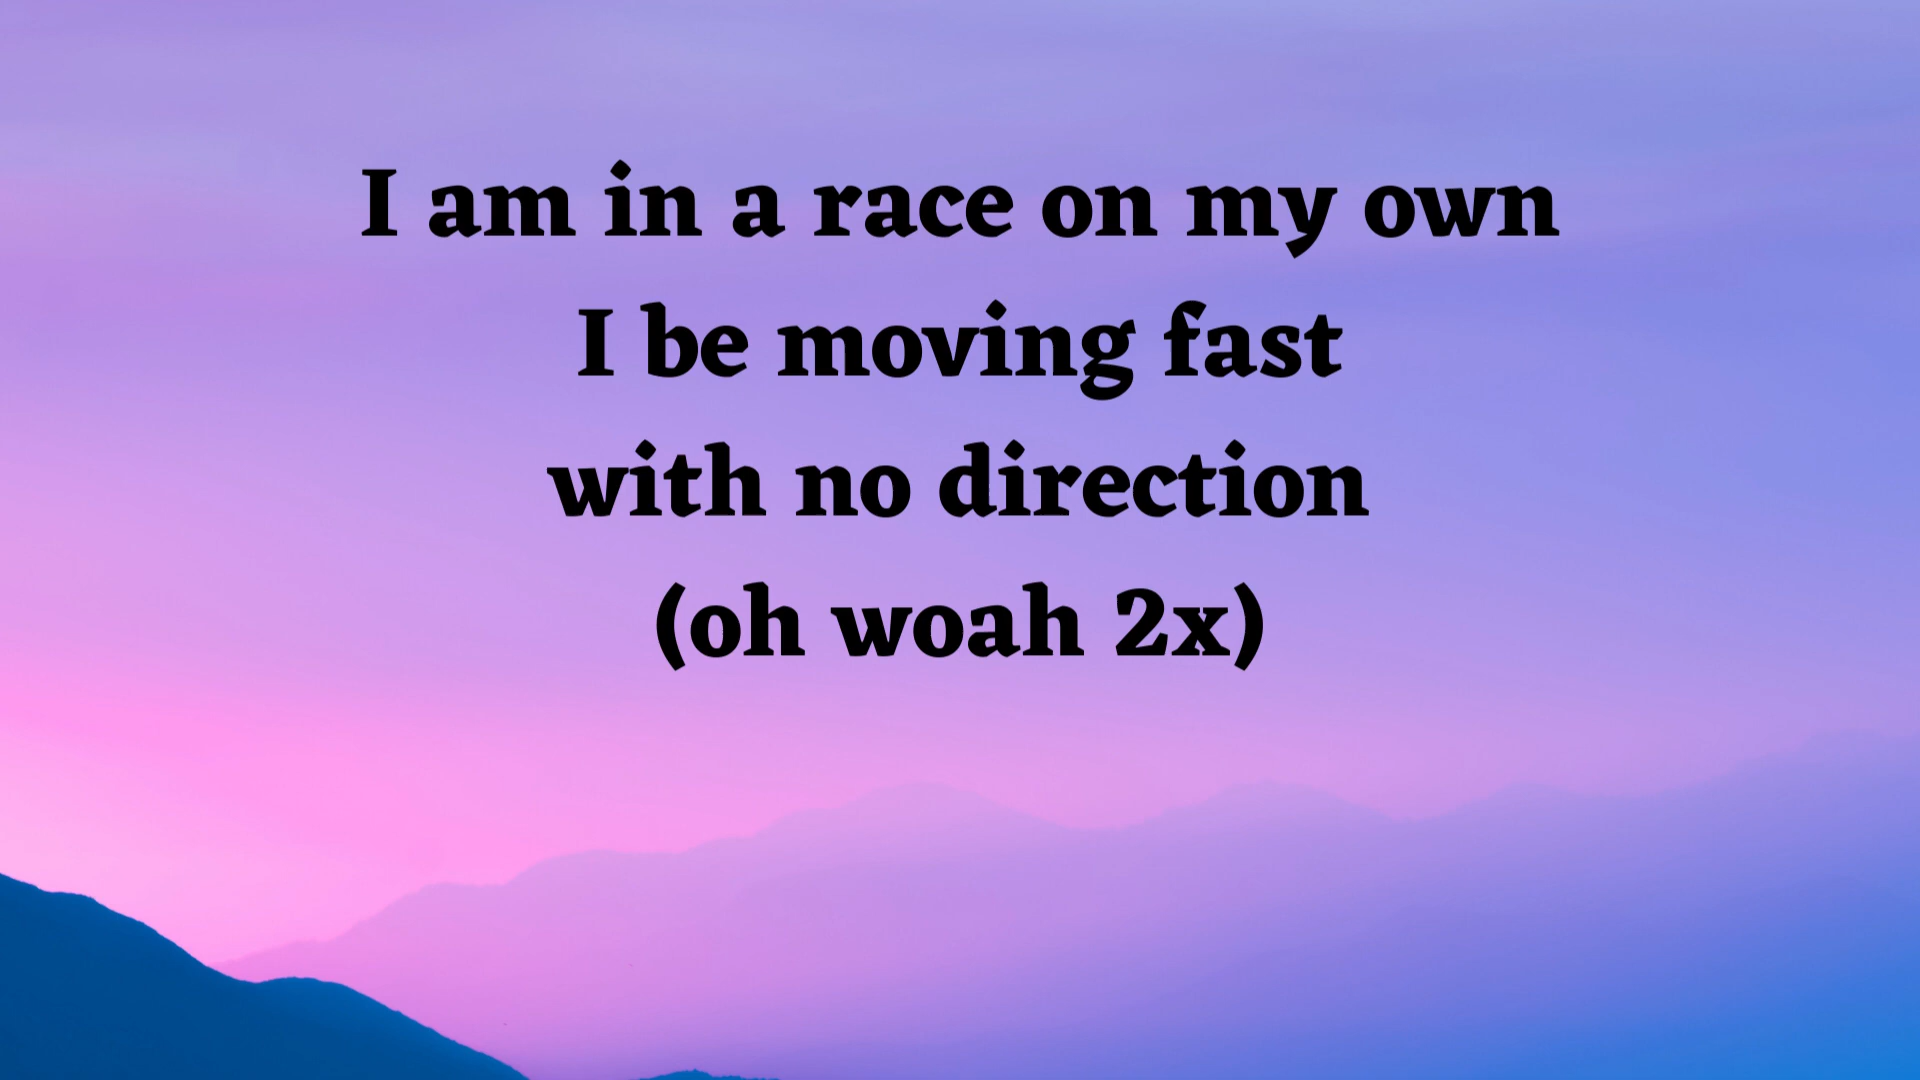 I am in a race on my own
I be moving fast
with no direction
(oh woah 2x)